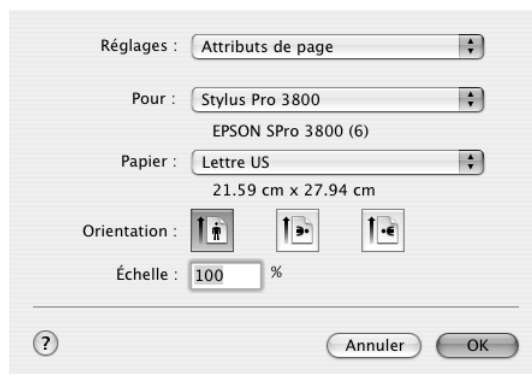 Réglages : Attributs de page
Pour : Stylus Pro 3800
EPSON SPro 3800 (6)
Papier : Lettre US
21.59 cm x 27.94 cm
Orientation :
Échelle : 100 %
? Annuler OK